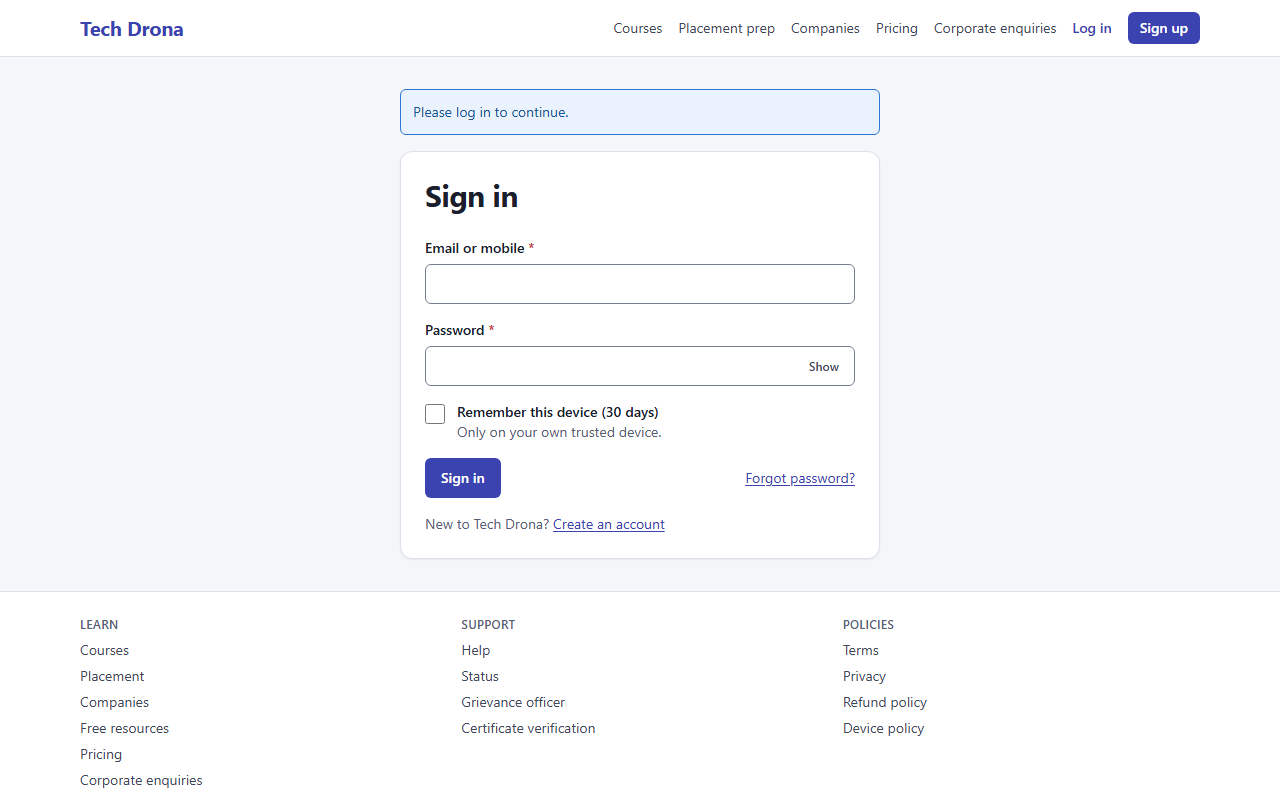 Tech Drona
Courses Placement prep Companies Pricing Corporate enquiries Log in Sign up
Please log in to continue.
Sign in
Email or mobile *
Password *
Show
Remember this device (30 days)
Only on your own trusted device.
Sign in Forgot password?
New to Tech Drona? Create an account
LEARN
Courses
Placement
Companies
Free resources
Pricing
Corporate enquiries
SUPPORT
Help
Status
Grievance officer
Certificate verification
POLICIES
Terms
Privacy
Refund policy
Device policy